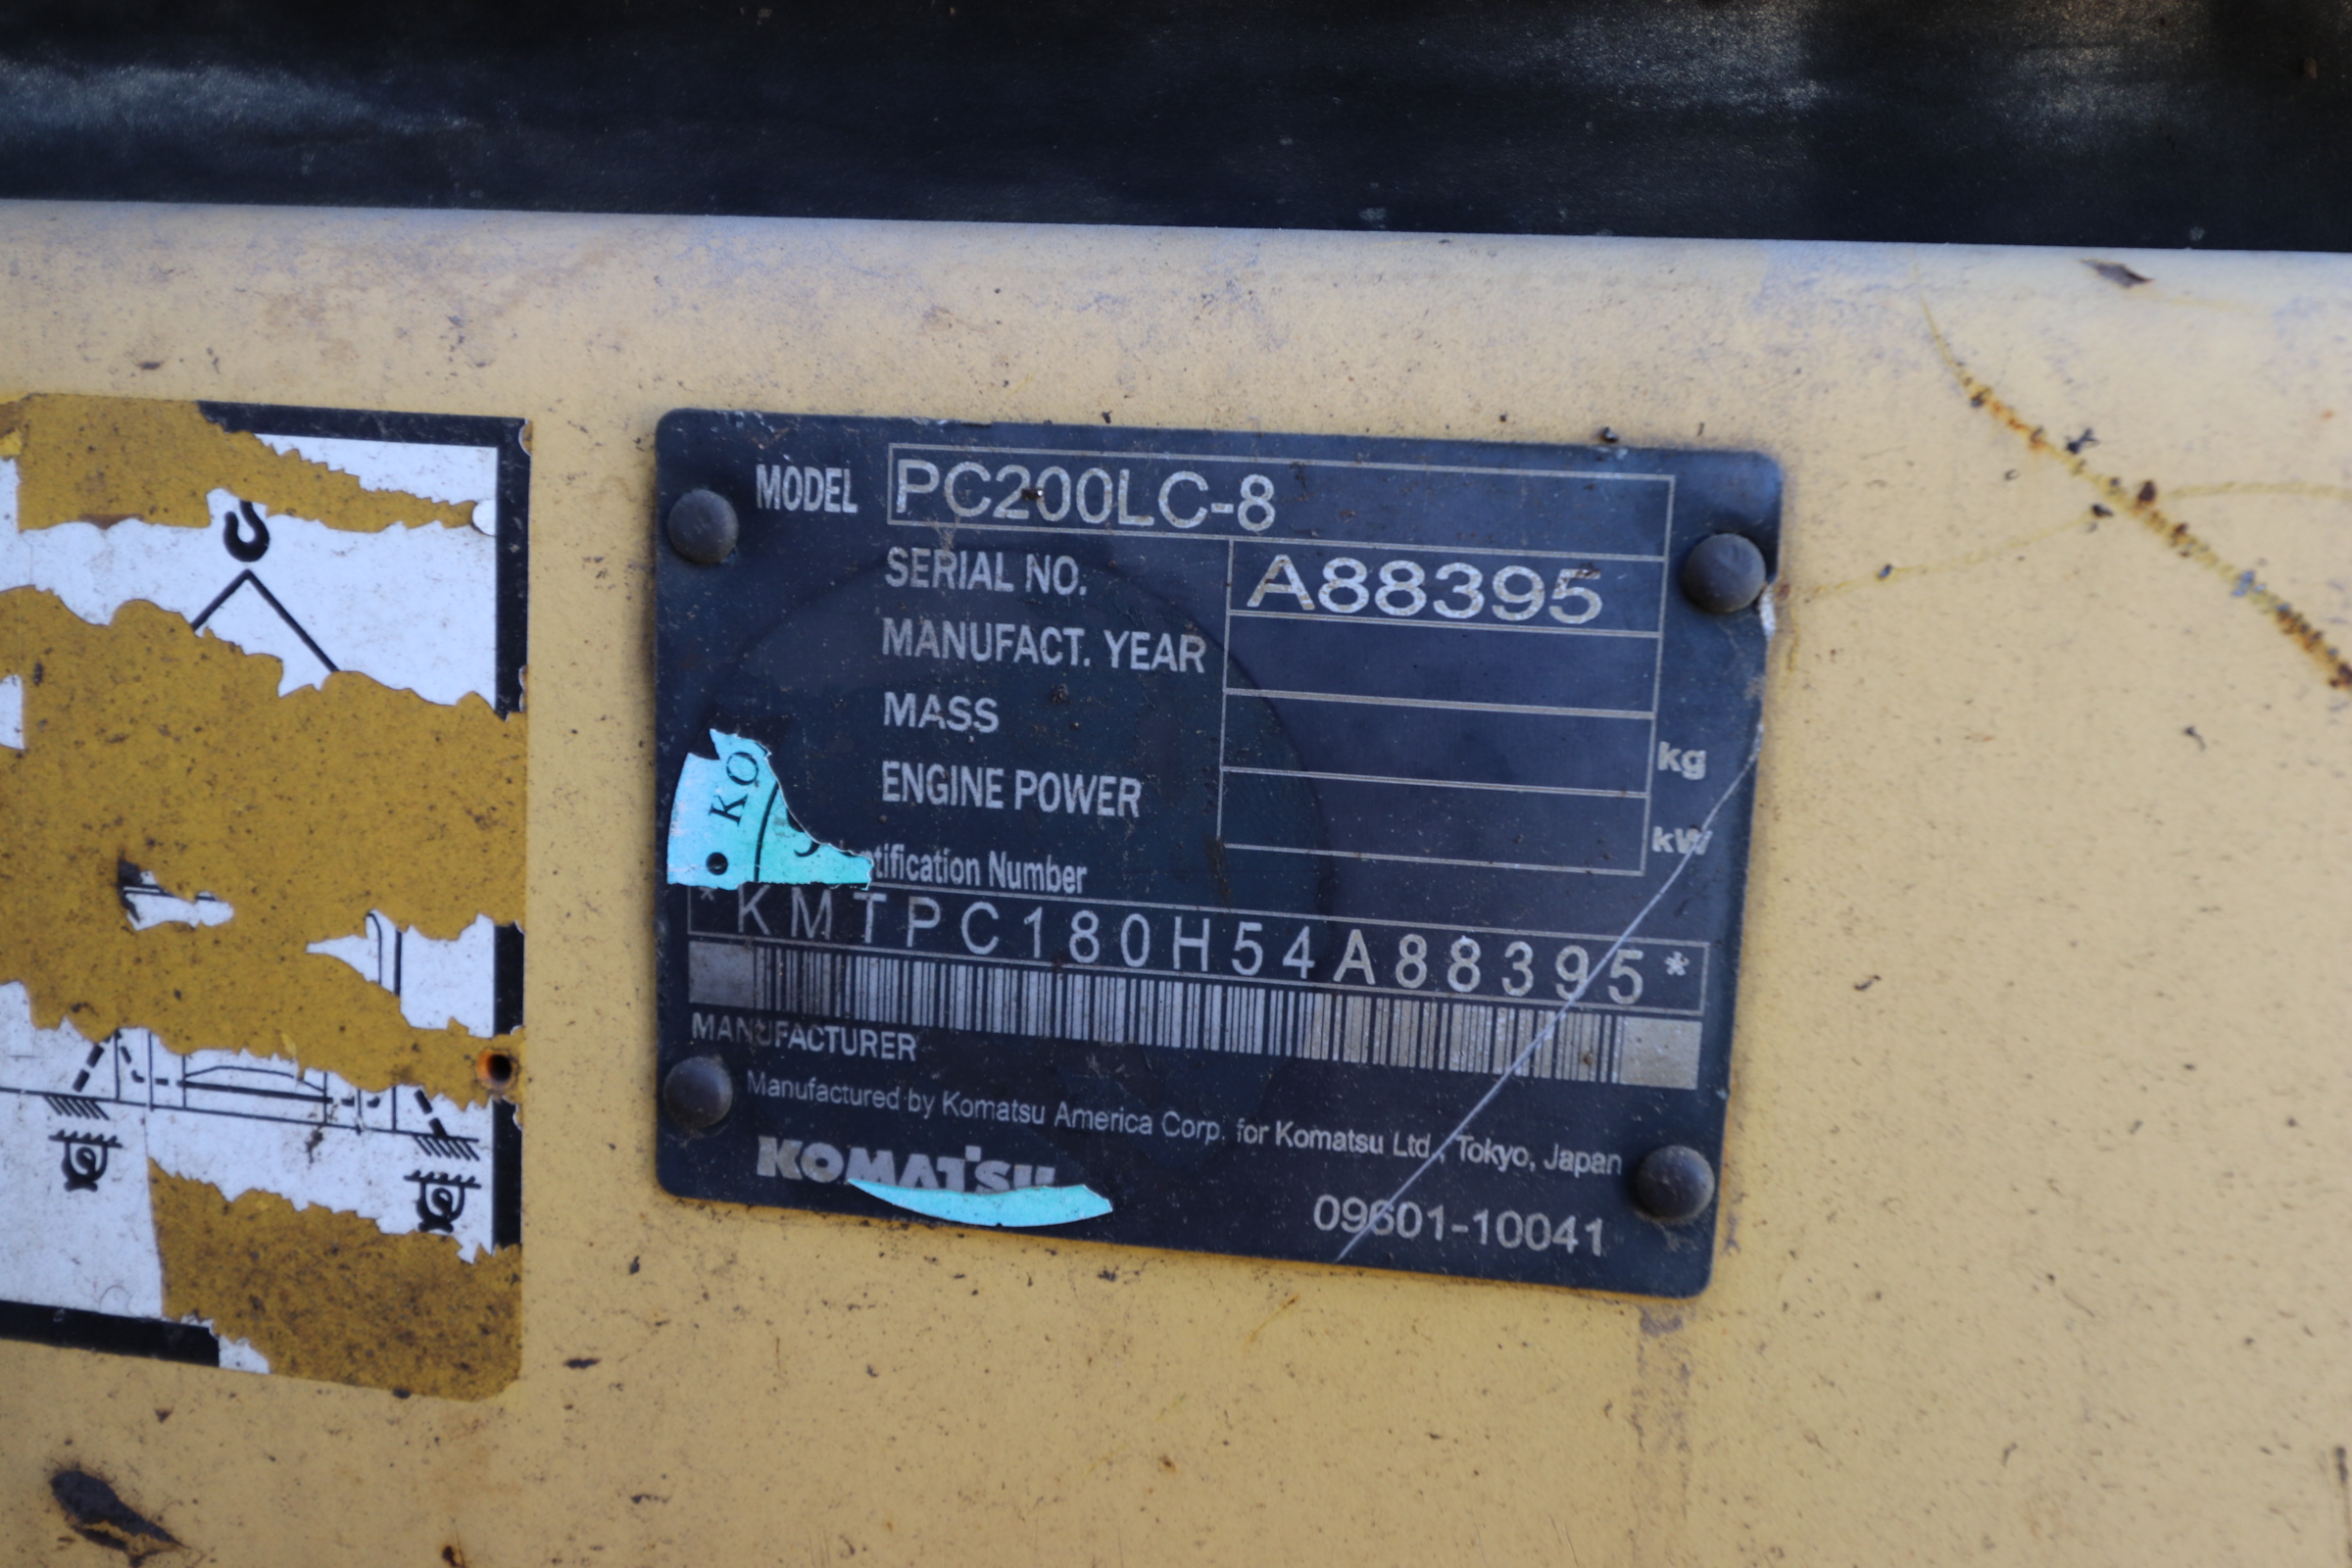 MODEL PC200LC-8
SERIAL NO. A88395
MANUFACT. YEAR
MASS kg
ENGINE POWER kW
KO
tification Number
*KMTPC180H54A88395*
MANUFACTURER
Manufactured by Komatsu America Corp. for Komatsu Ltd., Tokyo, Japan
KOMATSU
09601-10041